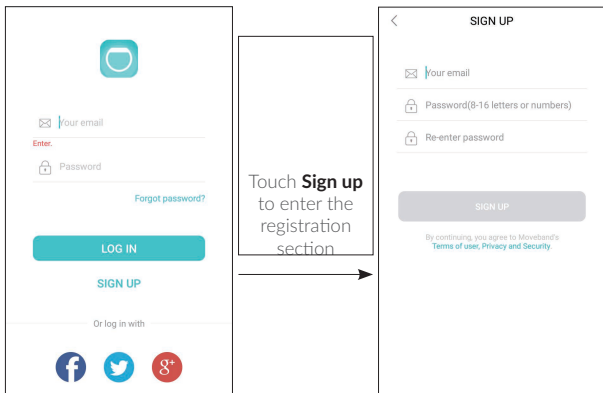 Your email
Enter.
Password
Forgot password?
LOG IN
SIGN UP
Or log in with
f
g+
Touch Sign up
to enter the
registration
section
SIGN UP
Your email
Password(8-16 letters or numbers)
Re-enter password
SIGN UP
By continuing, you agree to Moveband's
Terms of user, Privacy and Security.